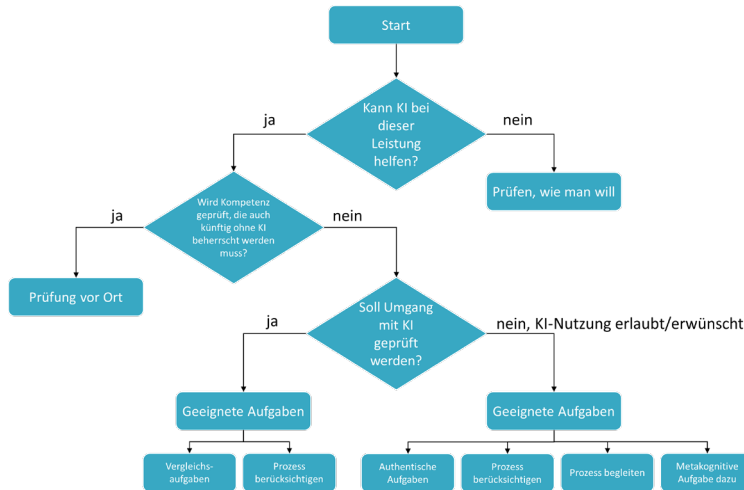 Start
Kann KI bei
dieser
Leistung
helfen?
ja
nein
Prüfen, wie man will
Wird Kompetenz
geprüft, die auch
künftig ohne KI
beherrscht werden
muss?
ja
nein
Prüfung vor Ort
Soll Umgang
mit KI
geprüft
werden?
ja
nein, KI-Nutzung erlaubt/erwünscht
Geeignete Aufgaben
Geeignete Aufgaben
Vergleichs-
aufgaben
Prozess
berücksichtigen
Authentische
Aufgaben
Prozess
berücksichtigen
Prozess begleiten
Metakognitive
Aufgabe dazu